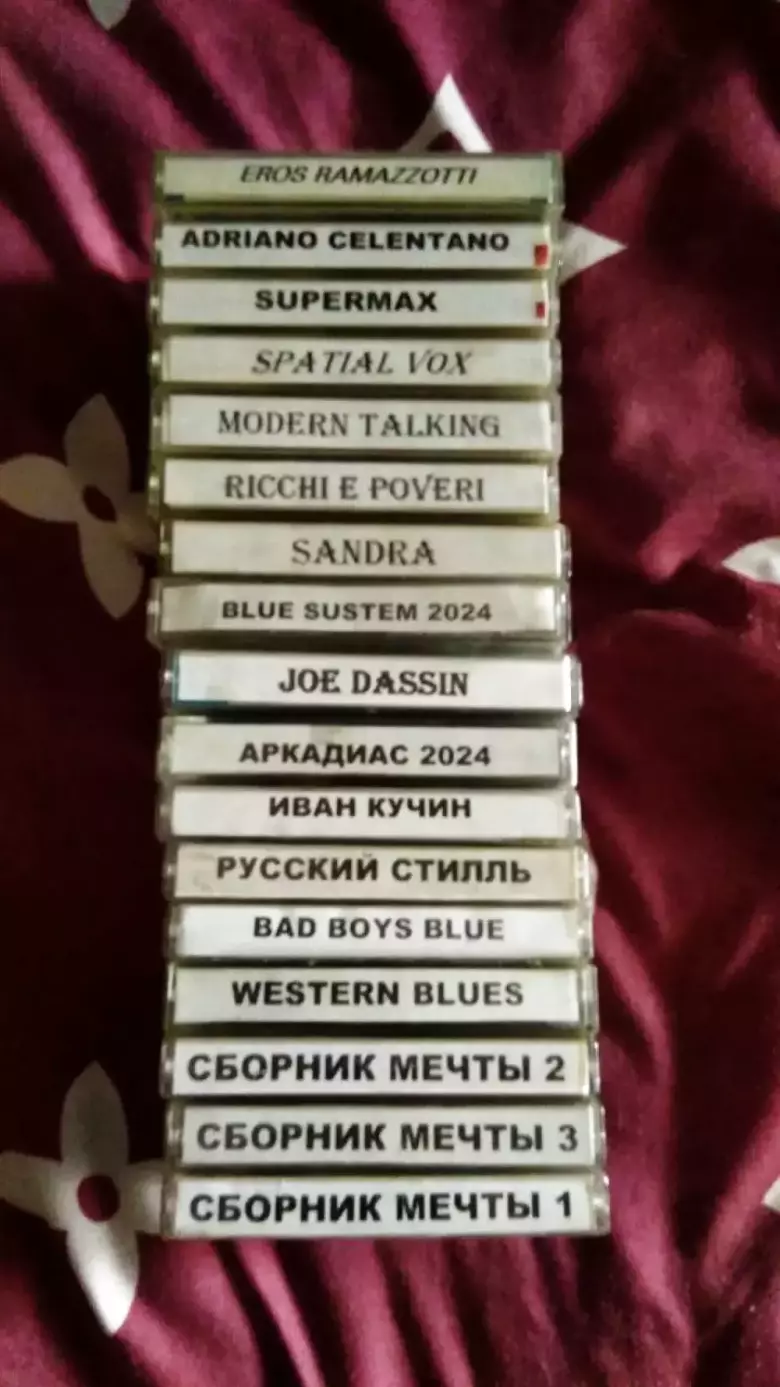 EROS RAMAZZOTTI
ADRIANO CELENTANO
SUPERMAX
SPATIAL VOX
MODERN TALKING
RICCHI E POVERI
SANDRA
BLUE SUSTEM 2024
JOE DASSIN
АРКАДИАС 2024
ИВАН КУЧИН
РУССКИЙ СТИЛЛЬ
BAD BOYS BLUE
WESTERN BLUES
СБОРНИК МЕЧТЫ 2
СБОРНИК МЕЧТЫ 3
СБОРНИК МЕЧТЫ 1